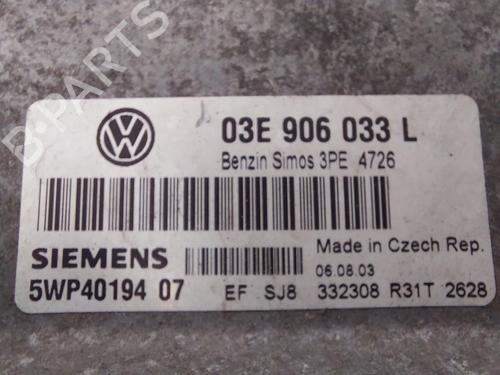 B-PARTS
03E 906 033 L
Benzin Simos 3PE 4726
SIEMENS
Made in Czech Rep.
06.08.03
5WP40194 07 EF SJ8 332308 R31T 2628